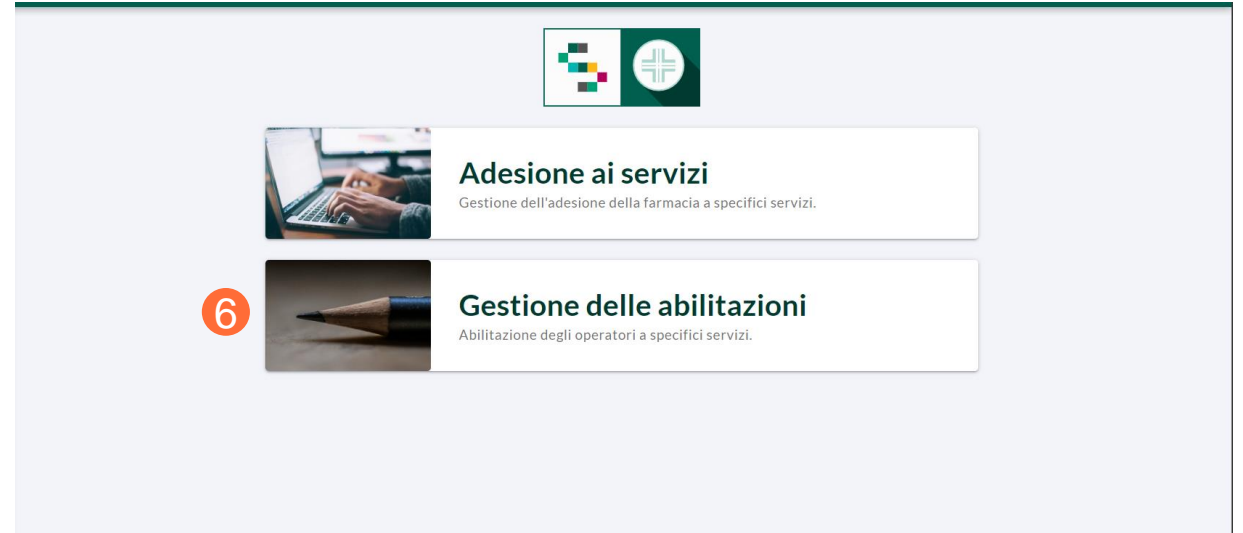 Adesione ai servizi
Gestione dell'adesione della farmacia a specifici servizi.
6
Gestione delle abilitazioni
Abilitazione degli operatori a specifici servizi.